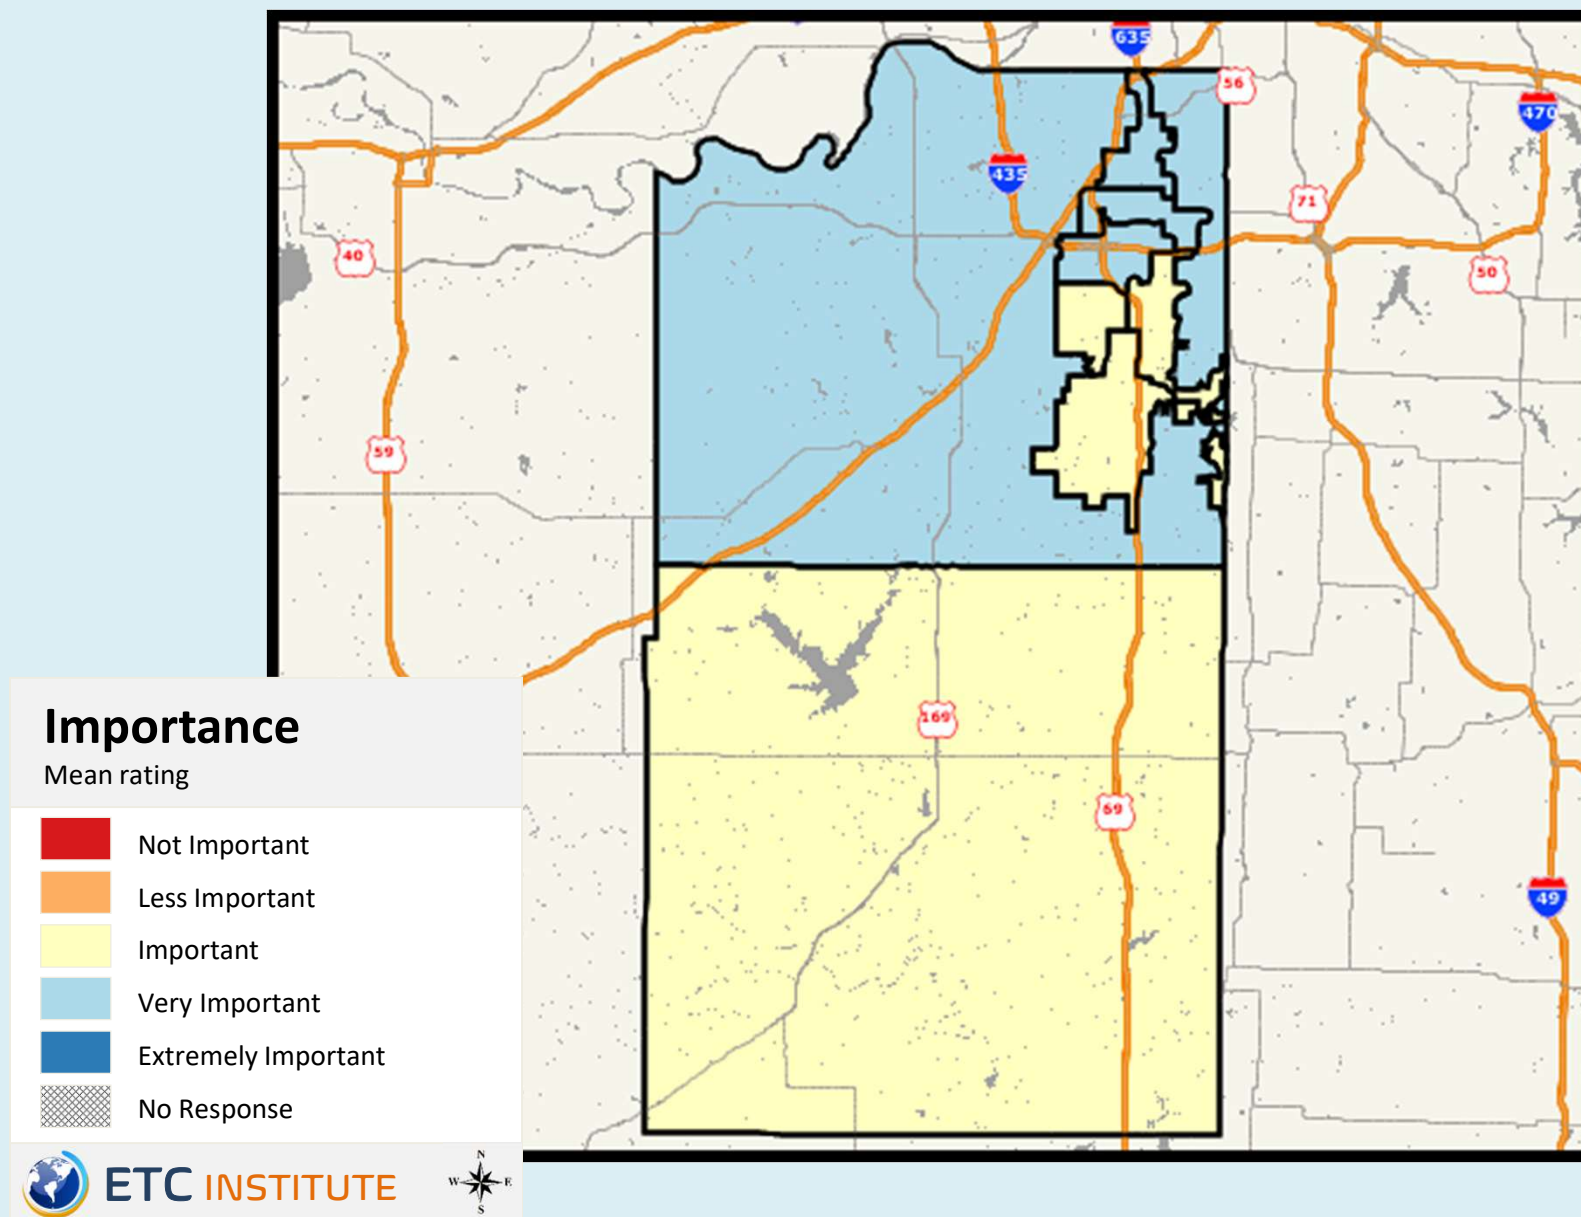 635
56
470
435
71
40
50
59
169
69
49
Importance
Mean rating
Not Important
Less Important
Important
Very Important
Extremely Important
No Response
ETC INSTITUTE
N
W E
S